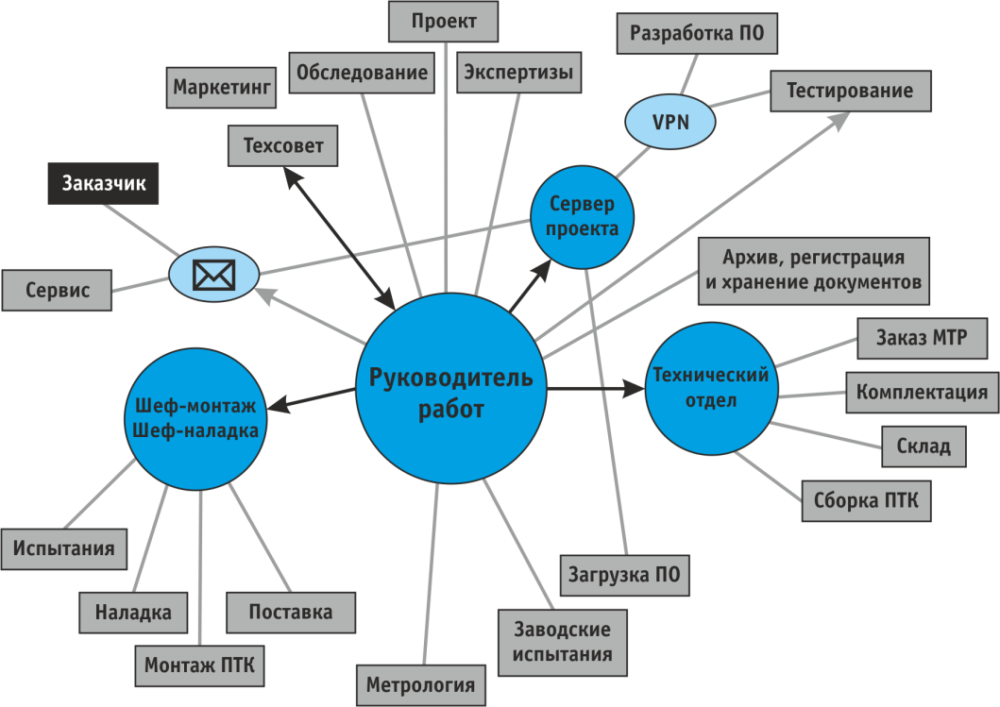 Проект
Разработка ПО
Обследование
Экспертизы
Маркетинг
Тестирование
VPN
Техсовет
Заказчик
Сервер
проекта
Архив, регистрация
и хранение документов
Сервис
Заказ МТР
Руководитель
работ
Технический
отдел
Комплектация
Шеф-монтаж
Шеф-наладка
Склад
Сборка ПТК
Испытания
Загрузка ПО
Наладка
Поставка
Заводские
испытания
Монтаж ПТК
Метрология